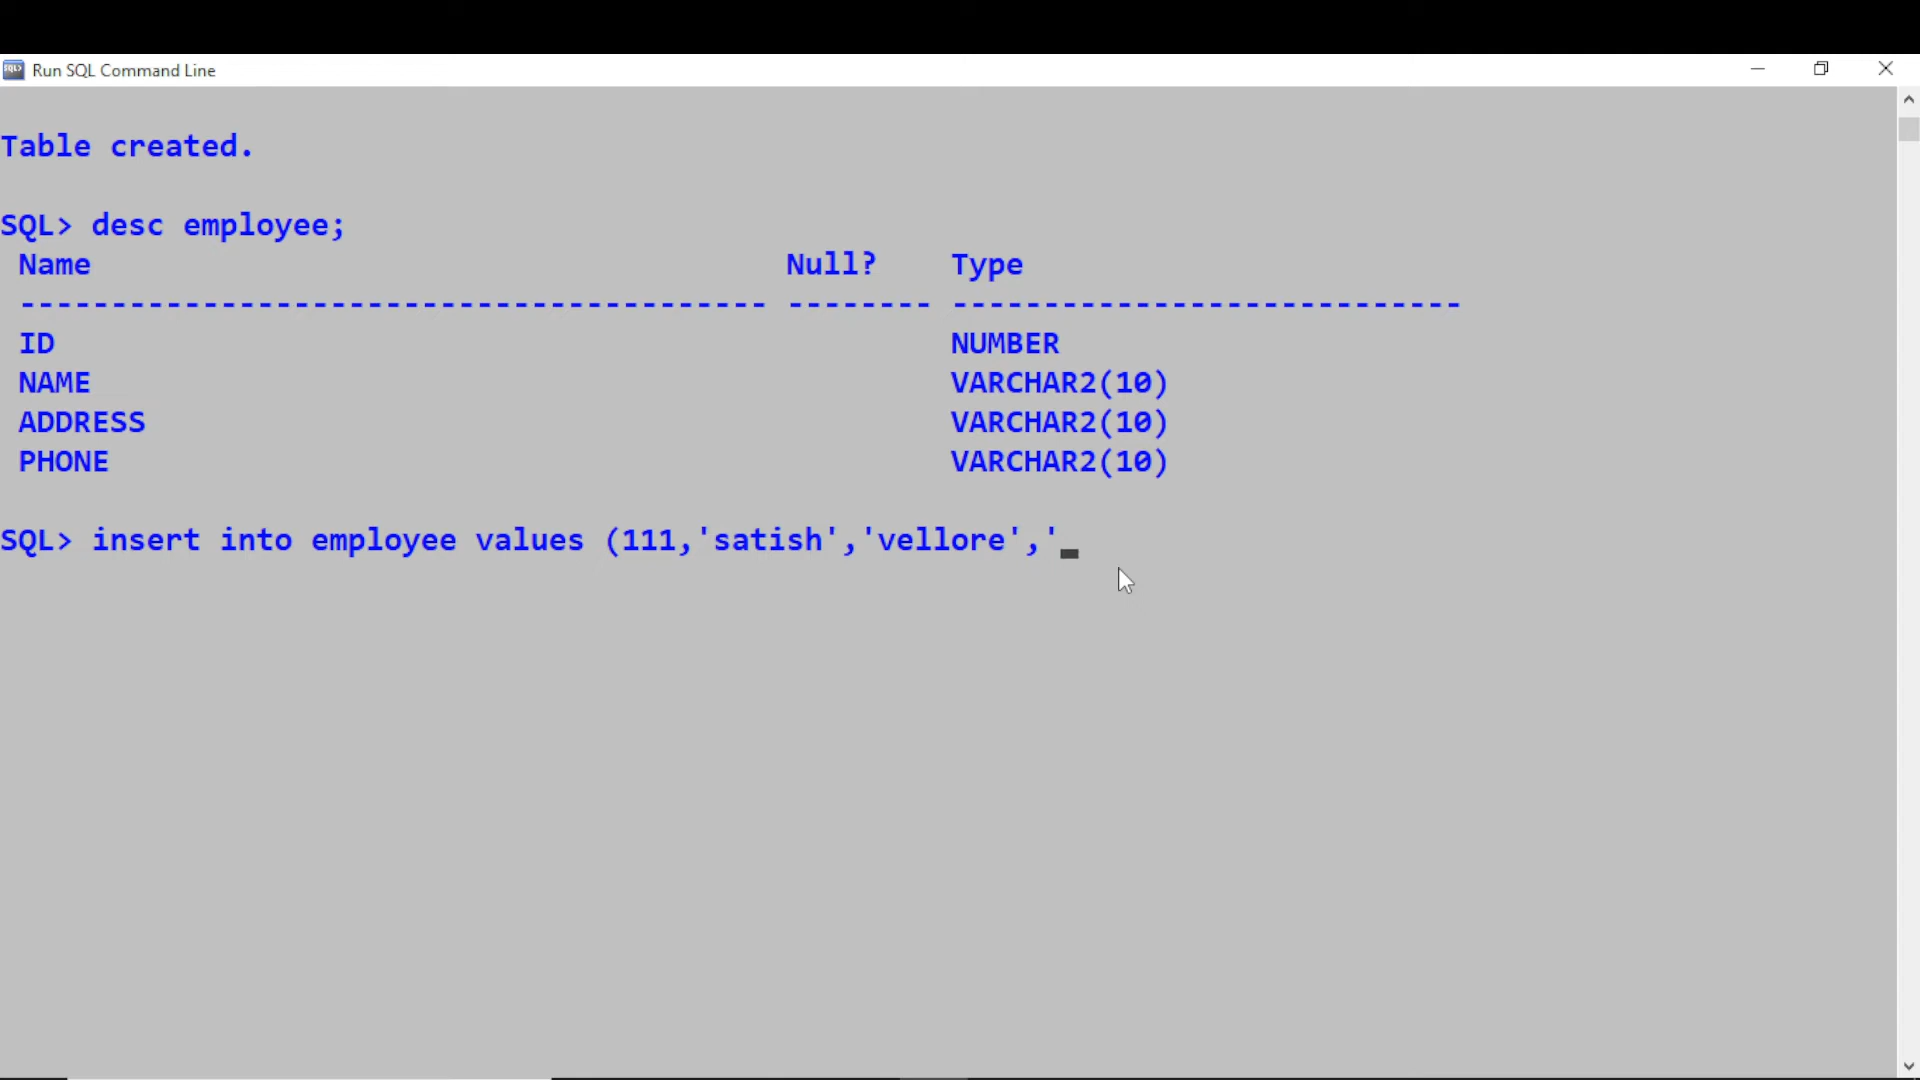 SQL> Run SQL Command Line
Table created.
SQL> desc employee;
Name Null? Type
----------------------------------------- -------- ----------------------------
ID NUMBER
NAME VARCHAR2(10)
ADDRESS VARCHAR2(10)
PHONE VARCHAR2(10)
SQL> insert into employee values (111,'satish','vellore','